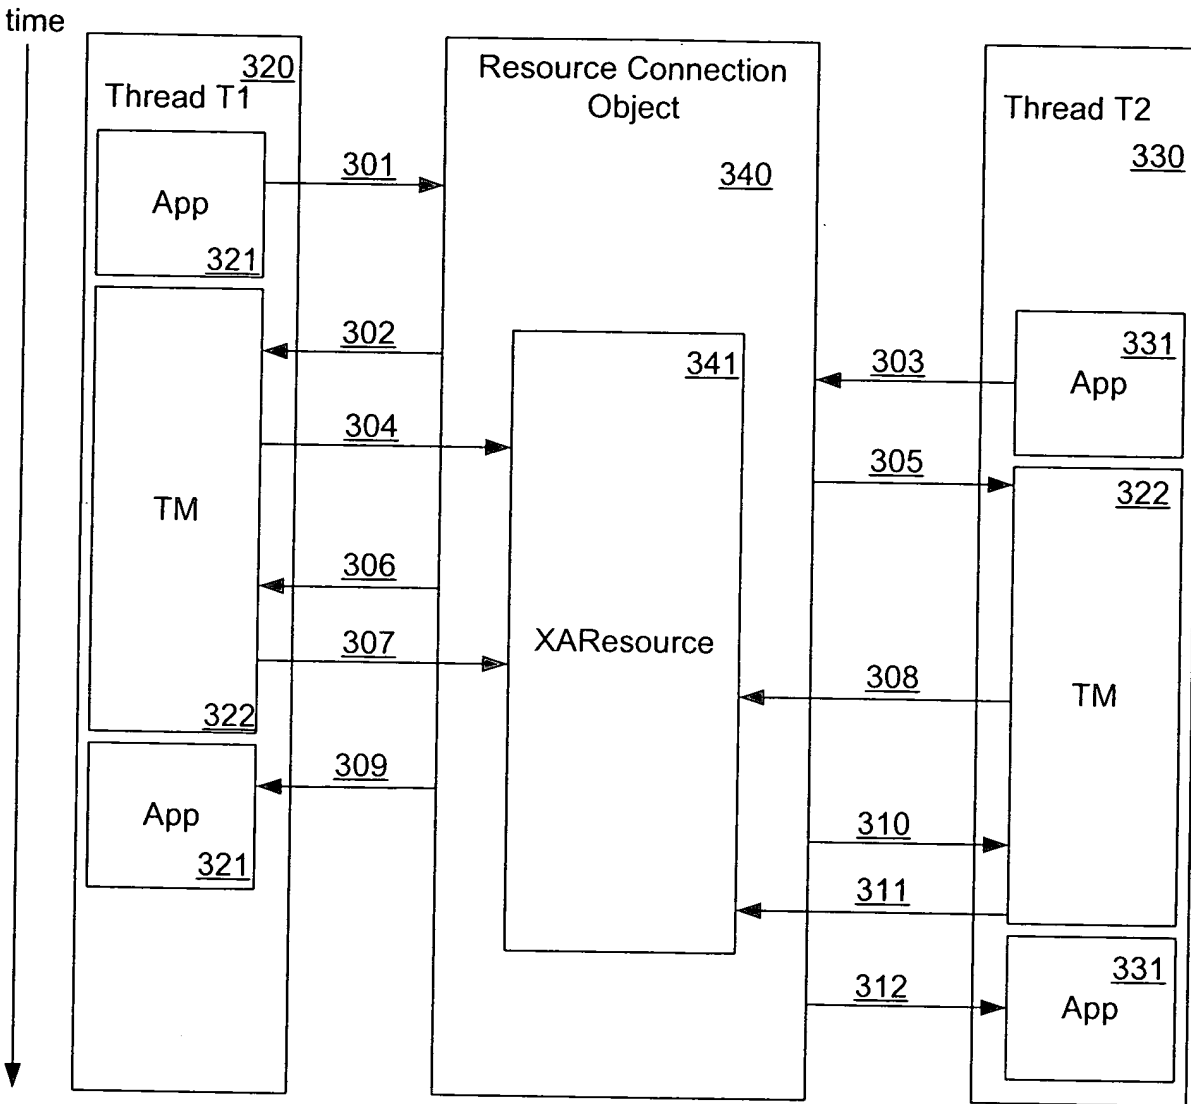 time
320
Thread T1
Resource Connection
Object
340
Thread T2
330
App
321
301
302
303
331
App
341
304
305
322
TM
306
307
XAResource
308
TM
322
309
App
321
310
311
312
331
App